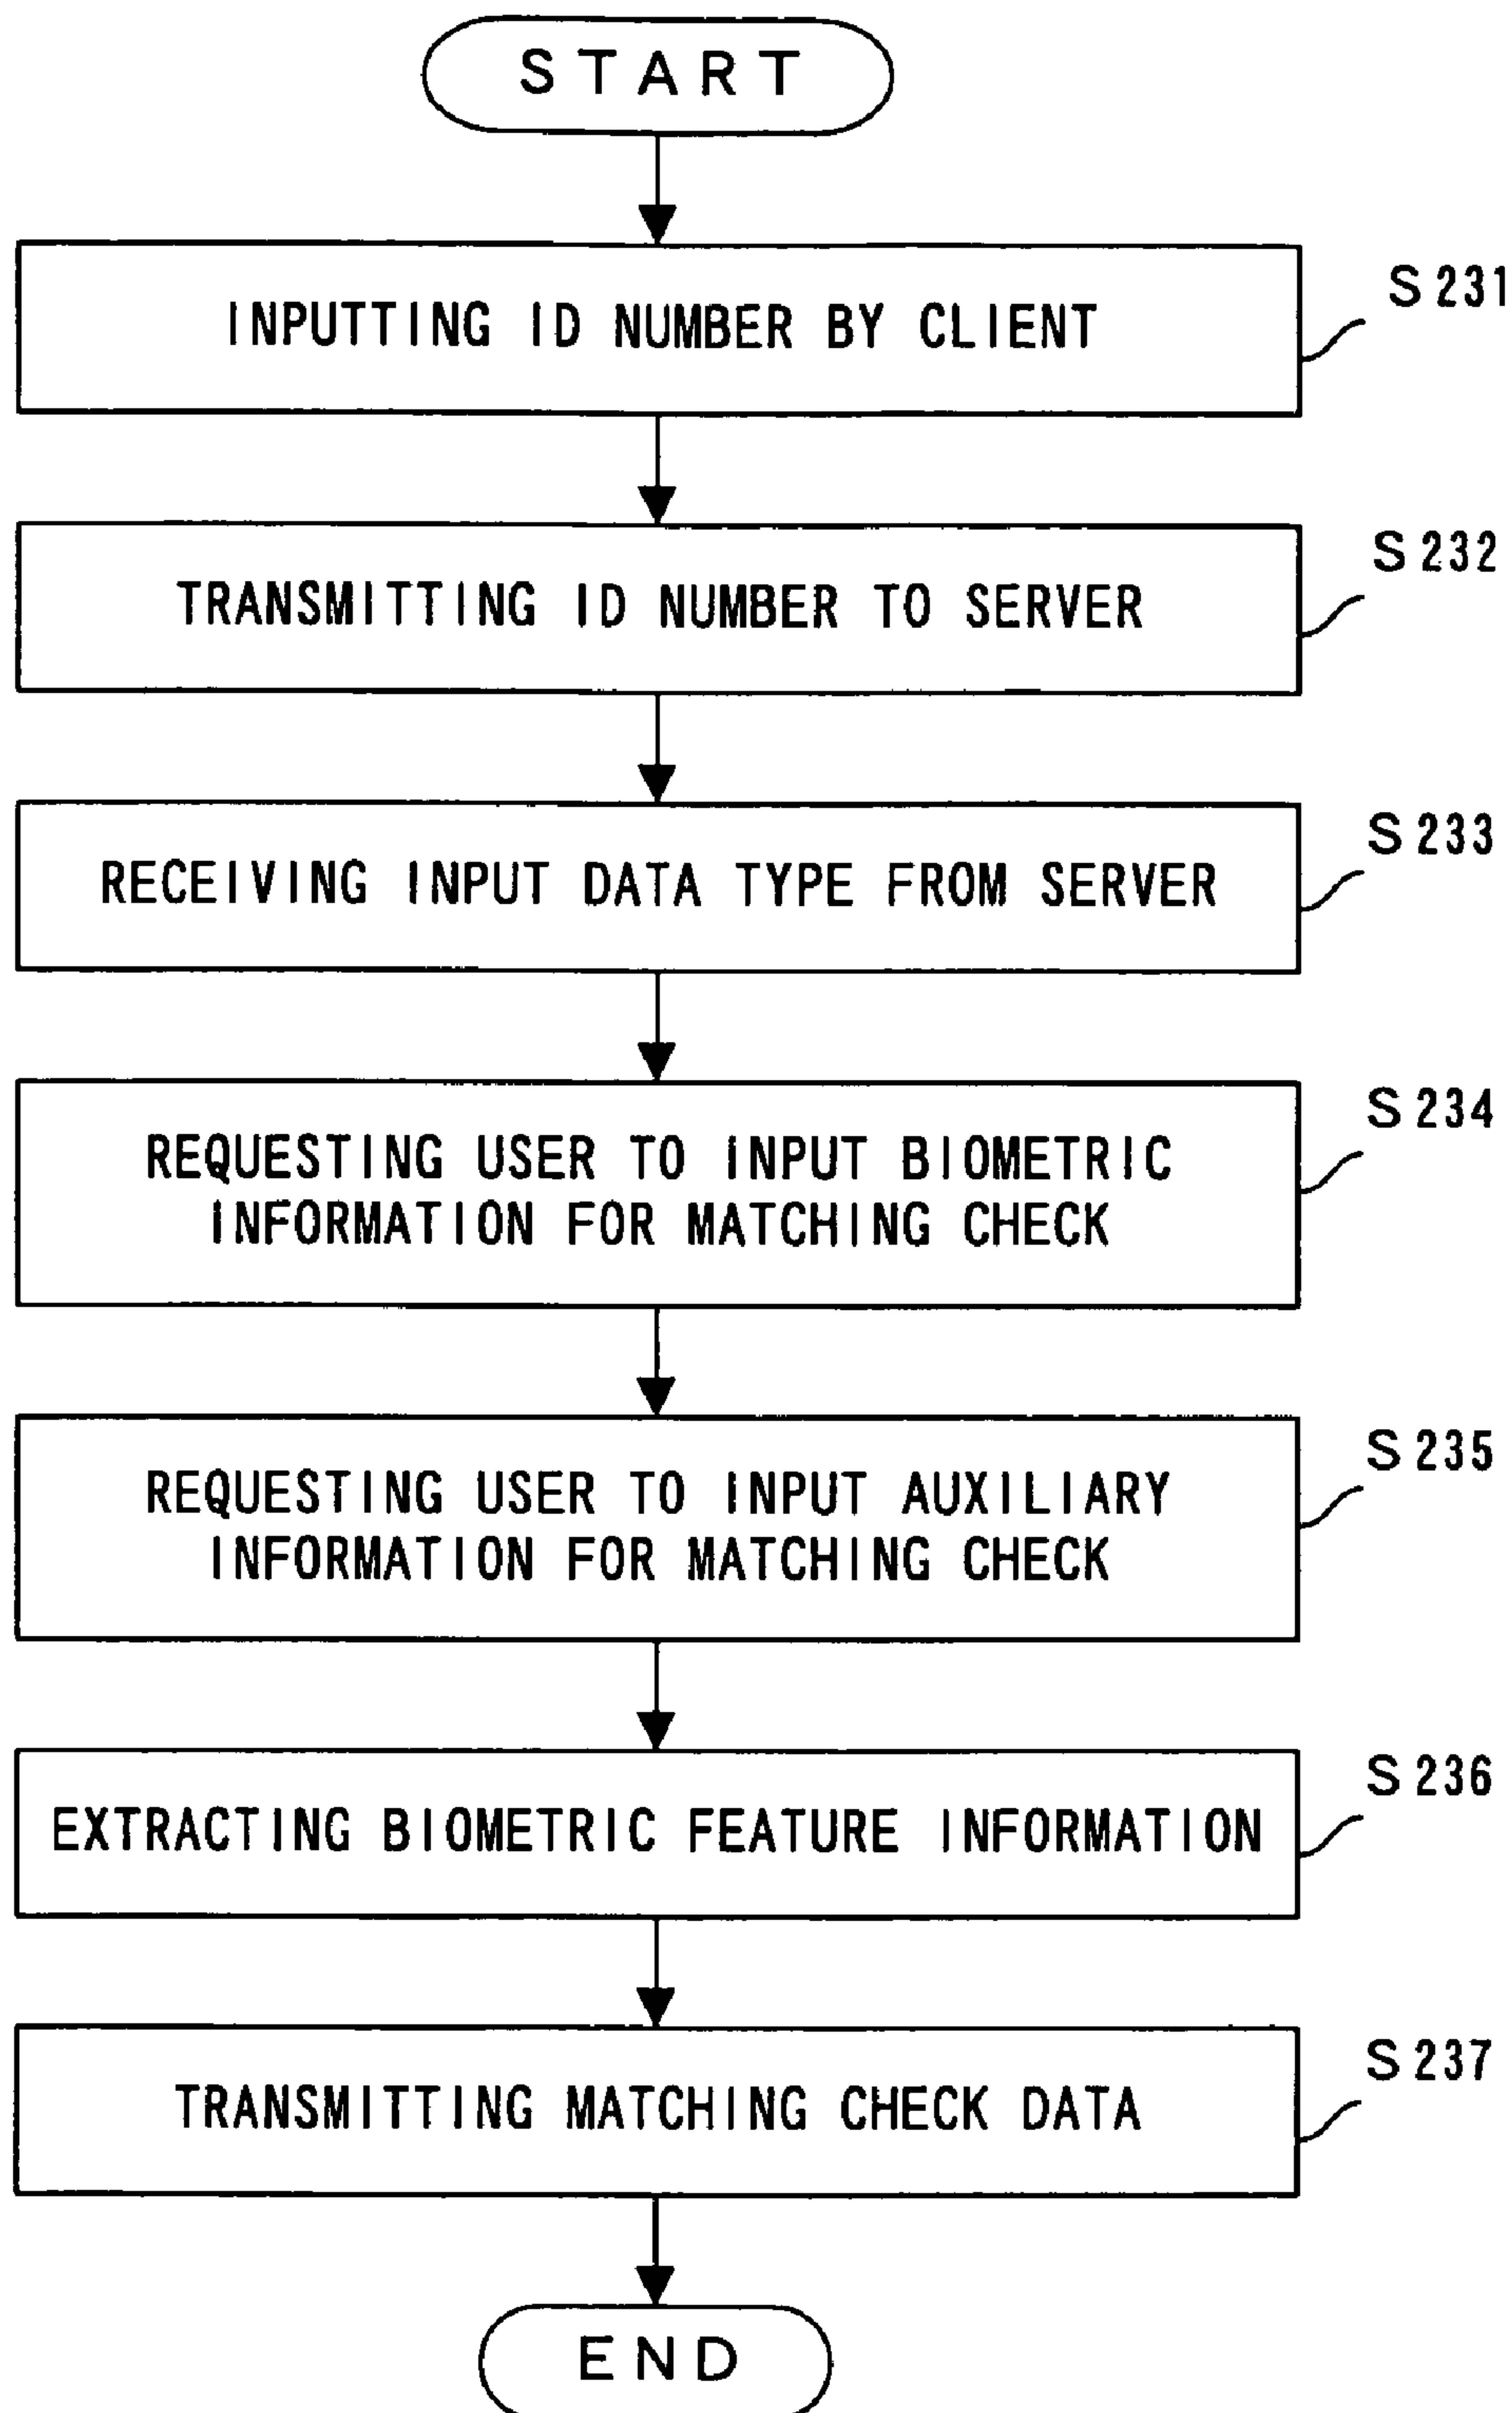 START
INPUTTING ID NUMBER BY CLIENT
S231
TRANSMITTING ID NUMBER TO SERVER
S232
RECEIVING INPUT DATA TYPE FROM SERVER
S233
REQUESTING USER TO INPUT BIOMETRIC
INFORMATION FOR MATCHING CHECK
S234
REQUESTING USER TO INPUT AUXILIARY
INFORMATION FOR MATCHING CHECK
S235
EXTRACTING BIOMETRIC FEATURE INFORMATION
S236
TRANSMITTING MATCHING CHECK DATA
S237
END